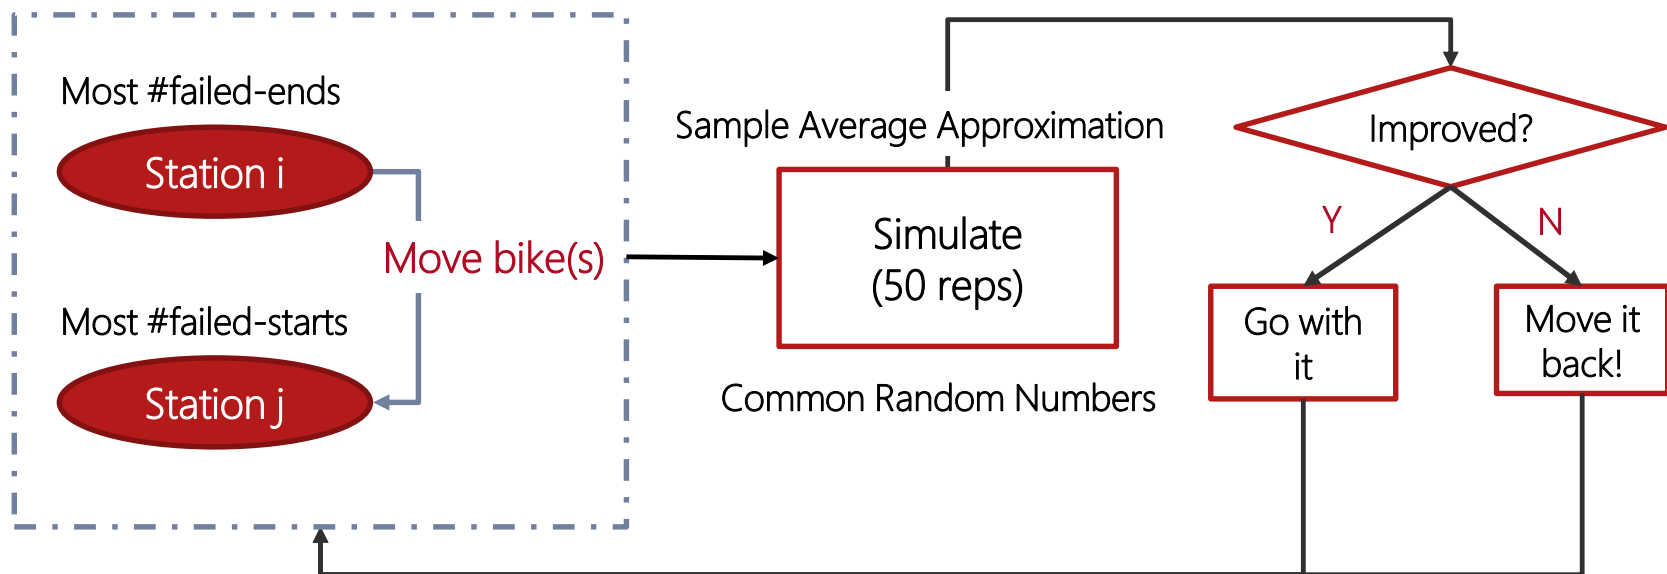 Most #failed-ends
Station i
Move bike(s)
Most #failed-starts
Station j
Sample Average Approximation
Simulate
(50 reps)
Common Random Numbers
Improved?
Y
N
Go with
it
Move it
back!